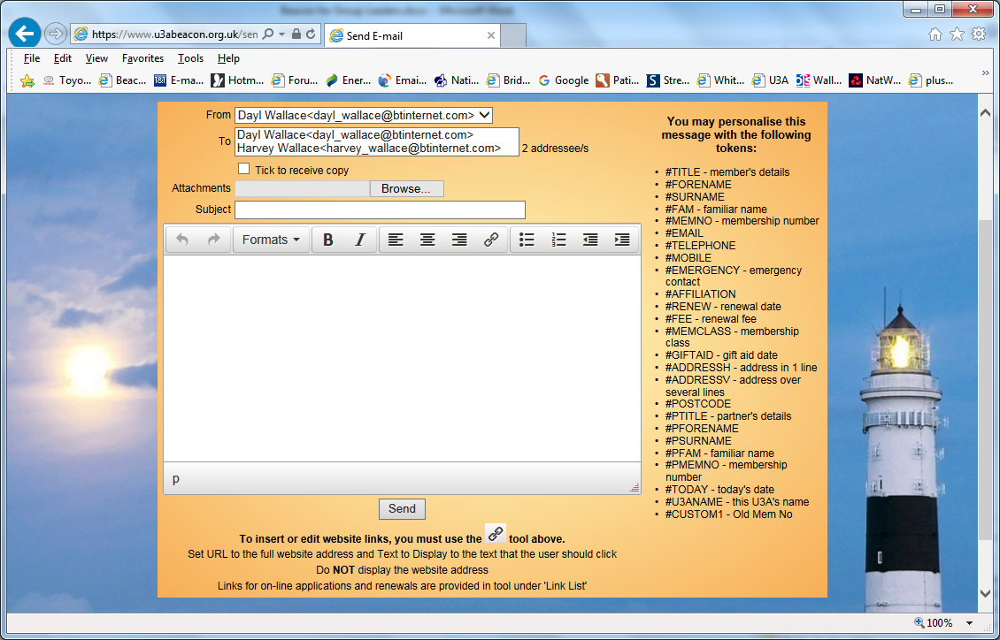 https://www.u3abeacon.org.uk/sen
Send E-mail
File Edit View Favorites Tools Help
Toyo... Beac... E-ma... Hotm... Foru... Ener... Emai... Nati... Brid... Google Pati... Stre... Whit... U3A Wall... NatW... plus...
From Dayl Wallace<dayl_wallace@btinternet.com>
To Dayl Wallace<dayl_wallace@btinternet.com>
Harvey Wallace<harvey_wallace@btinternet.com> 2 addressee/s
Tick to receive copy
Attachments Browse...
Subject
Formats B I
p
Send
To insert or edit website links, you must use the tool above.
Set URL to the full website address and Text to Display to the text that the user should click
Do NOT display the website address
Links for on-line applications and renewals are provided in tool under 'Link List'
You may personalise this
message with the following
tokens:
• #TITLE - member's details
• #FORENAME
• #SURNAME
• #FAM - familiar name
• #MEMNO - membership number
• #EMAIL
• #TELEPHONE
• #MOBILE
• #EMERGENCY - emergency
contact
• #AFFILIATION
• #RENEW - renewal date
• #FEE - renewal fee
• #MEMCLASS - membership
class
• #GIFTAID - gift aid date
• #ADDRESSH - address in 1 line
• #ADDRESSV - address over
several lines
• #POSTCODE
• #PTITLE - partner's details
• #PFORENAME
• #PSURNAME
• #PFAM - familiar name
• #PMEMNO - membership
number
• #TODAY - today's date
• #U3ANAME - this U3A's name
• #CUSTOM1 - Old Mem No
100%